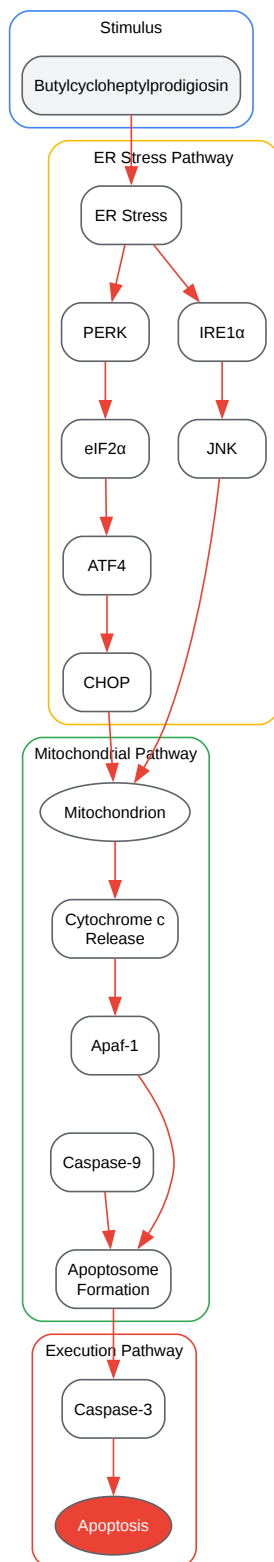 Stimulus
Butylcycloheptylprodigiosin
ER Stress Pathway
ER Stress
PERK
IRE1α
eIF2α
JNK
ATF4
CHOP
Mitochondrial Pathway
Mitochondrion
Cytochrome c
Release
Apaf-1
Caspase-9
Apoptosome
Formation
Execution Pathway
Caspase-3
Apoptosis